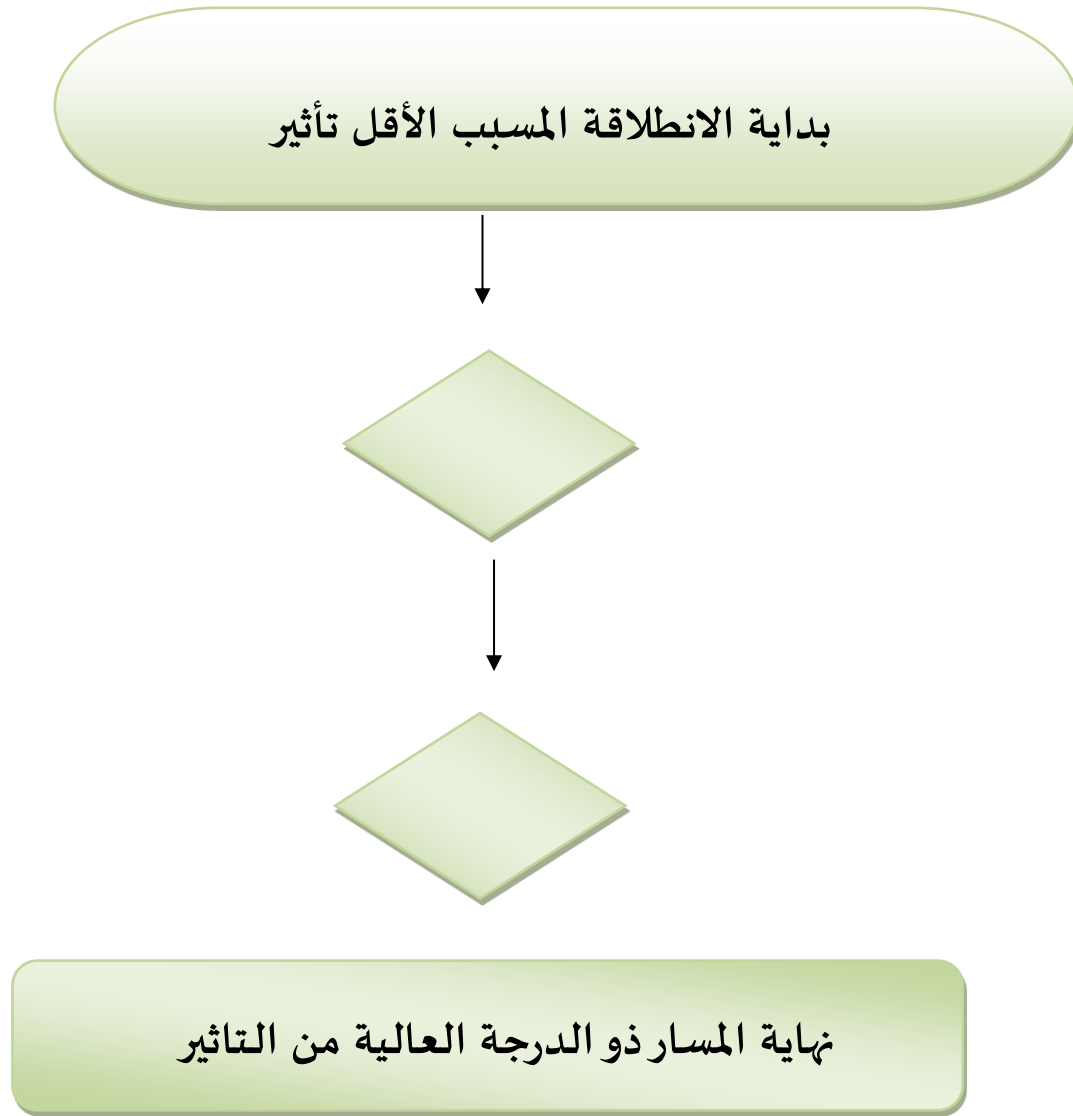 بداية الانطلاقة المسبب الأقل تأثير
نهاية المسار ذو الدرجة العالية من التاثير